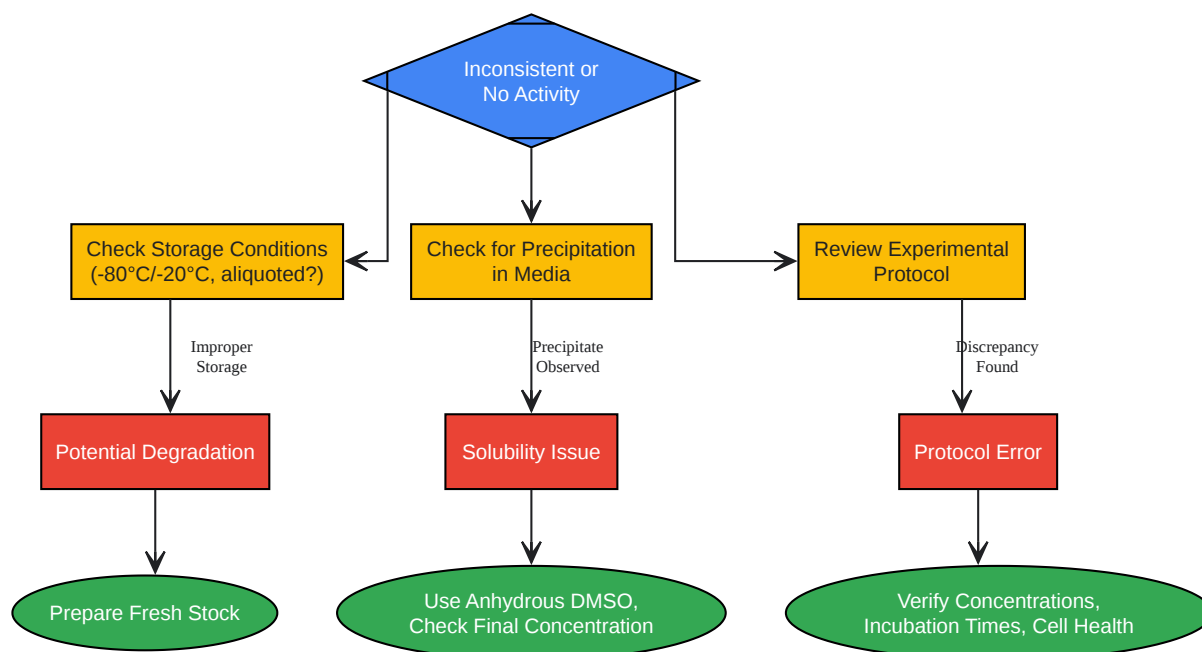 Inconsistent or
No Activity
Check Storage Conditions
(-80°C/-20°C, aliquoted?)
Check for Precipitation
in Media
Review Experimental
Protocol
Improper
Storage
Precipitate
Observed
Discrepancy
Found
Potential Degradation
Solubility Issue
Protocol Error
Prepare Fresh Stock
Use Anhydrous DMSO,
Check Final Concentration
Verify Concentrations,
Incubation Times, Cell Health